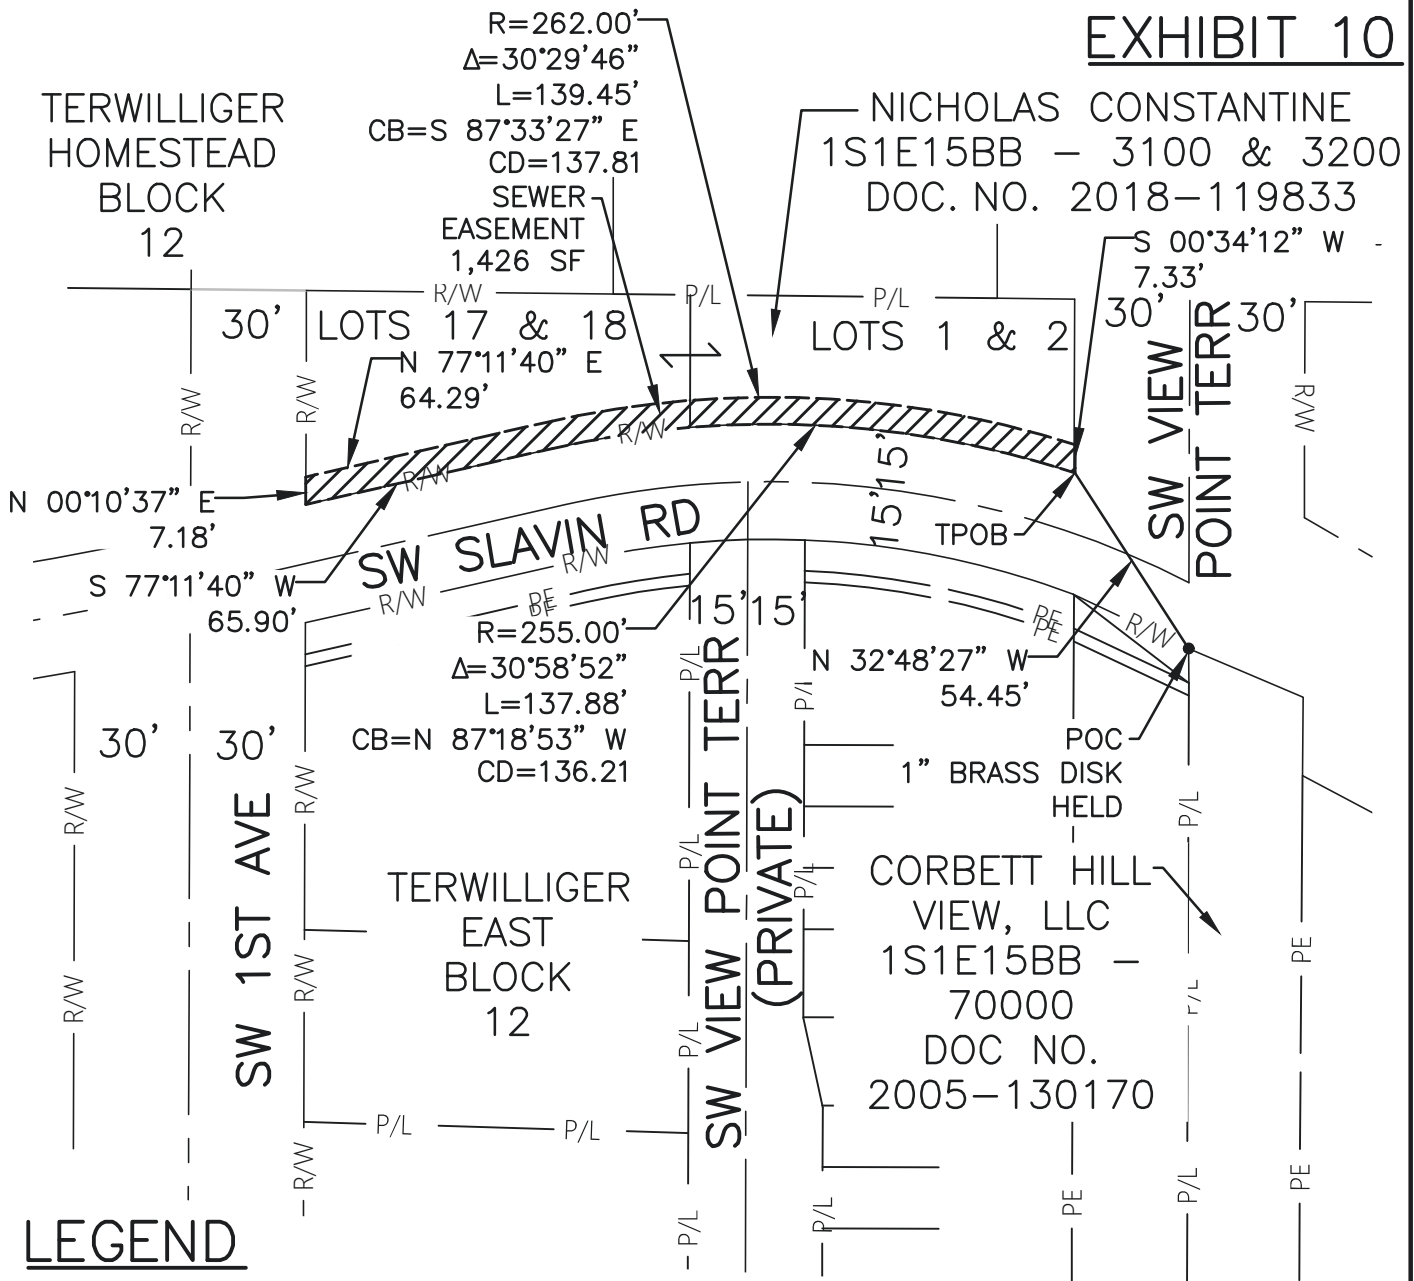 EXHIBIT 10
R=262.00'
Δ=30°29'46"
L=139.45'
CB=S 87°33'27" E
CD=137.81
SEWER
EASEMENT
1,426 SF
TERWILLIGER
HOMESTEAD
BLOCK
12
NICHOLAS CONSTANTINE
1S1E15BB - 3100 & 3200
DOC. NO. 2018-119833
S 00°34'12" W
7.33'
R/W
P/L
P/L
30'
LOTS 17 & 18
LOTS 1 & 2
30'
30'
SW VIEW
POINT TERR
N 77°11'40" E
64.29'
R/W
R/W
R/W
R/W
R/W
15'
15'
N 00°10'37" E
7.18'
TPOB
SW SLAVIN RD
R/W
S 77°11'40" W
65.90'
R/W
PE
PE
15'
15'
PE
PE
R/W
R=255.00'
Δ=30°58'52"
L=137.88'
CB=N 87°18'53" W
CD=136.21
N 32°48'27" W
54.45'
P/L
P/L
30'
30'
POC
1" BRASS DISK
HELD
R/W
R/W
P/L
SW 1ST AVE
SW VIEW POINT TERR
(PRIVATE)
P/L
P/L
TERWILLIGER
EAST
BLOCK
12
CORBETT HILL
VIEW, LLC
1S1E15BB -
70000
DOC NO.
2005-130170
R/W
R/W
P/L
P/L
PE
P/L
P/L
R/W
PE
P/L
PE
P/L
P/L
LEGEND